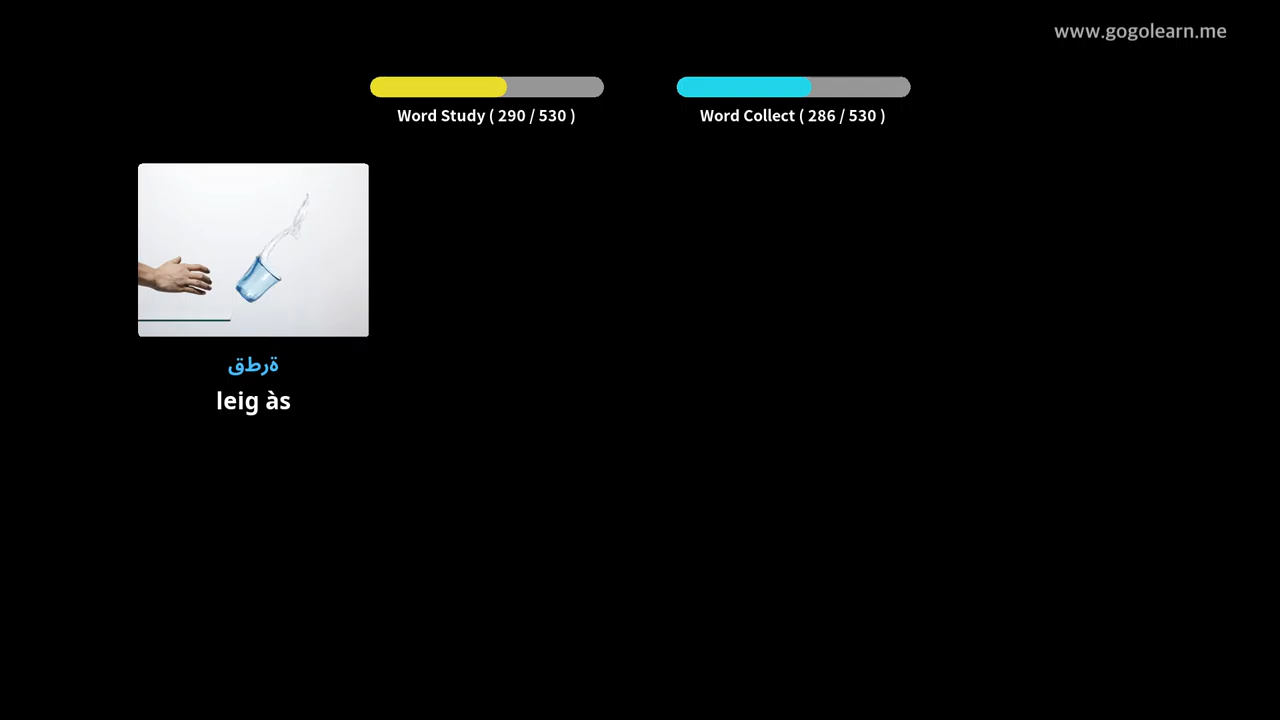 www.gogolearn.me
Word Study ( 290 / 530 )
Word Collect ( 286 / 530 )
ةرطق
leig às